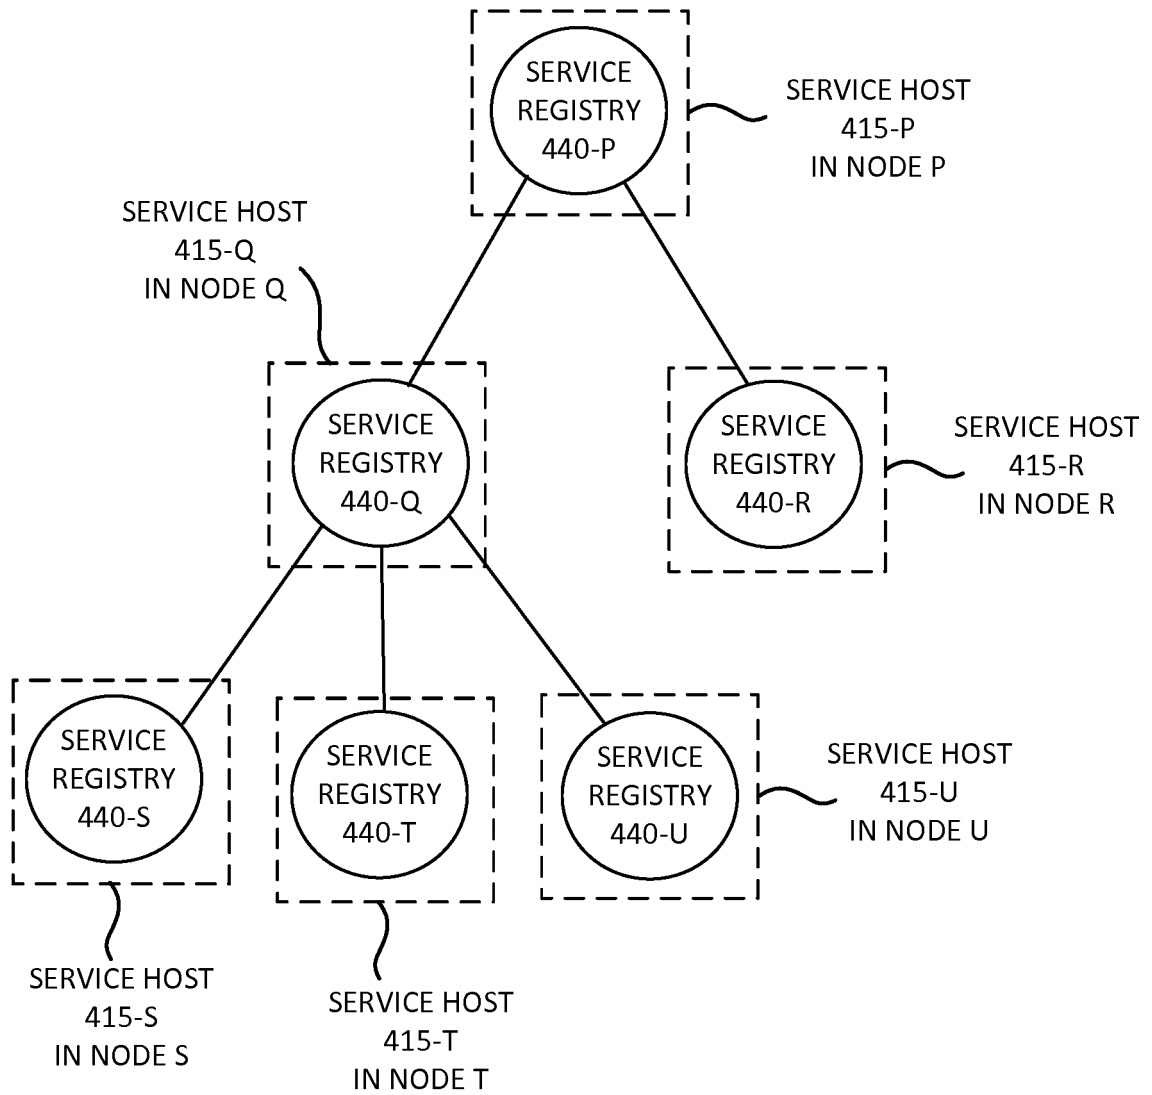 SERVICE
REGISTRY
440-P
SERVICE HOST
415-P
IN NODE P
SERVICE HOST
415-Q
IN NODE Q
SERVICE
REGISTRY
440-Q
SERVICE
REGISTRY
440-R
SERVICE HOST
415-R
IN NODE R
SERVICE
REGISTRY
440-S
SERVICE
REGISTRY
440-T
SERVICE
REGISTRY
440-U
SERVICE HOST
415-U
IN NODE U
SERVICE HOST
415-S
IN NODE S
SERVICE HOST
415-T
IN NODE T